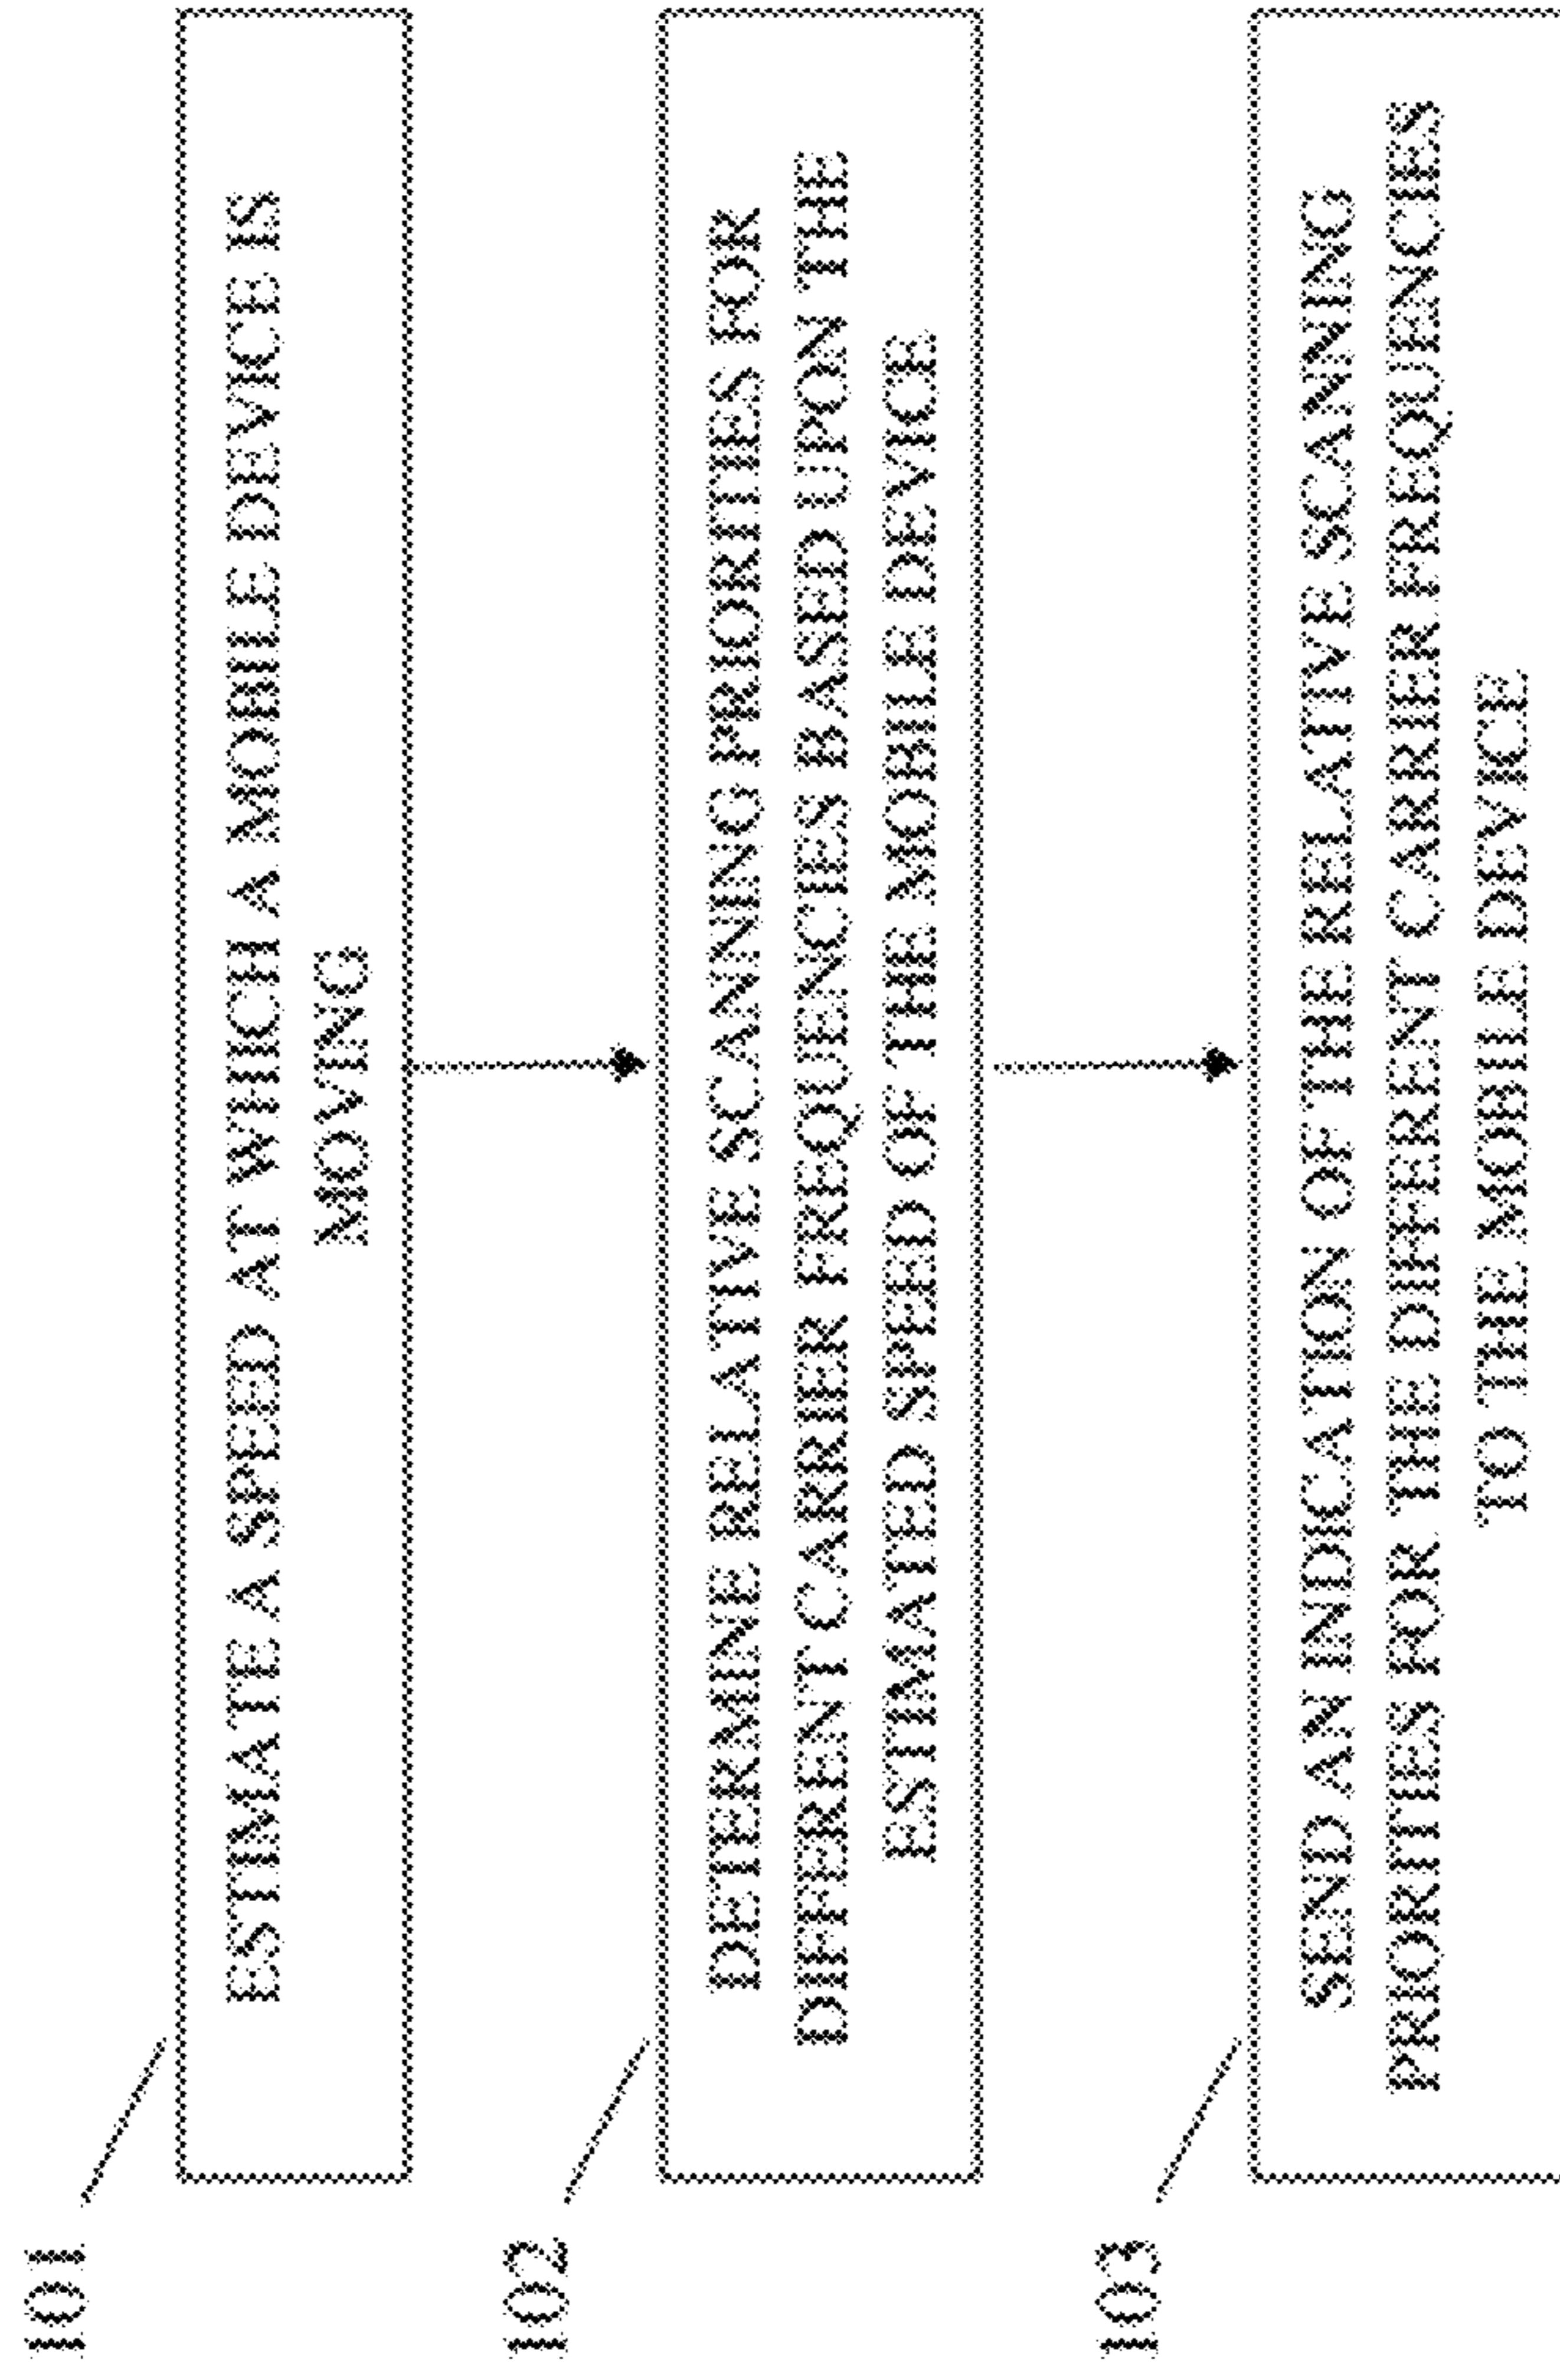 101
ESTIMATE A SPEED AT WHICH A MOBILE DEVICE IS
MOVING
102
DETERMINE RELATIVE SCANNING PRIORITIES FOR
DIFFERENT CARRIER FREQUENCIES BASED UPON THE
ESTIMATED SPEED OF THE MOBILE DEVICE
103
SEND AN INDICATION OF THE RELATIVE SCANNING
PRIORITIES FOR THE DIFFERENT CARRIER FREQUENCIES
TO THE MOBILE DEVICE